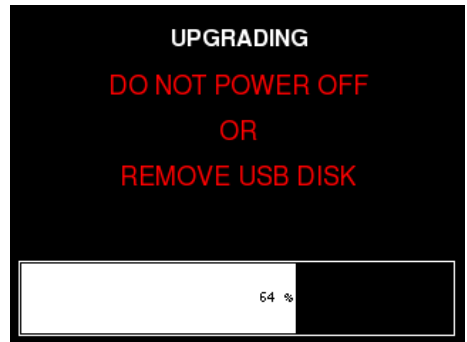 UPGRADING
DO NOT POWER OFF
OR
REMOVE USB DISK
64 %